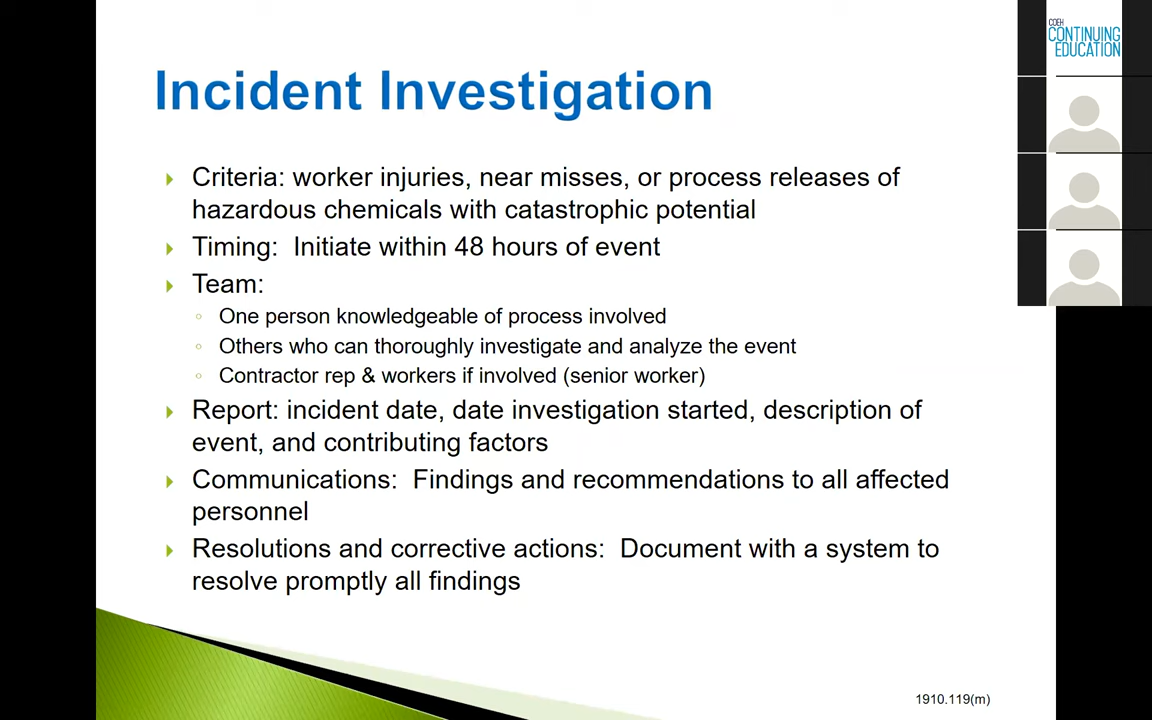 COEH
CONTINUING
EDUCATION
Incident Investigation
Criteria: worker injuries, near misses, or process releases of
hazardous chemicals with catastrophic potential
Timing: Initiate within 48 hours of event
Team:
One person knowledgeable of process involved
Others who can thoroughly investigate and analyze the event
Contractor rep & workers if involved (senior worker)
Report: incident date, date investigation started, description of
event, and contributing factors
Communications: Findings and recommendations to all affected
personnel
Resolutions and corrective actions: Document with a system to
resolve promptly all findings
1910.119(m)